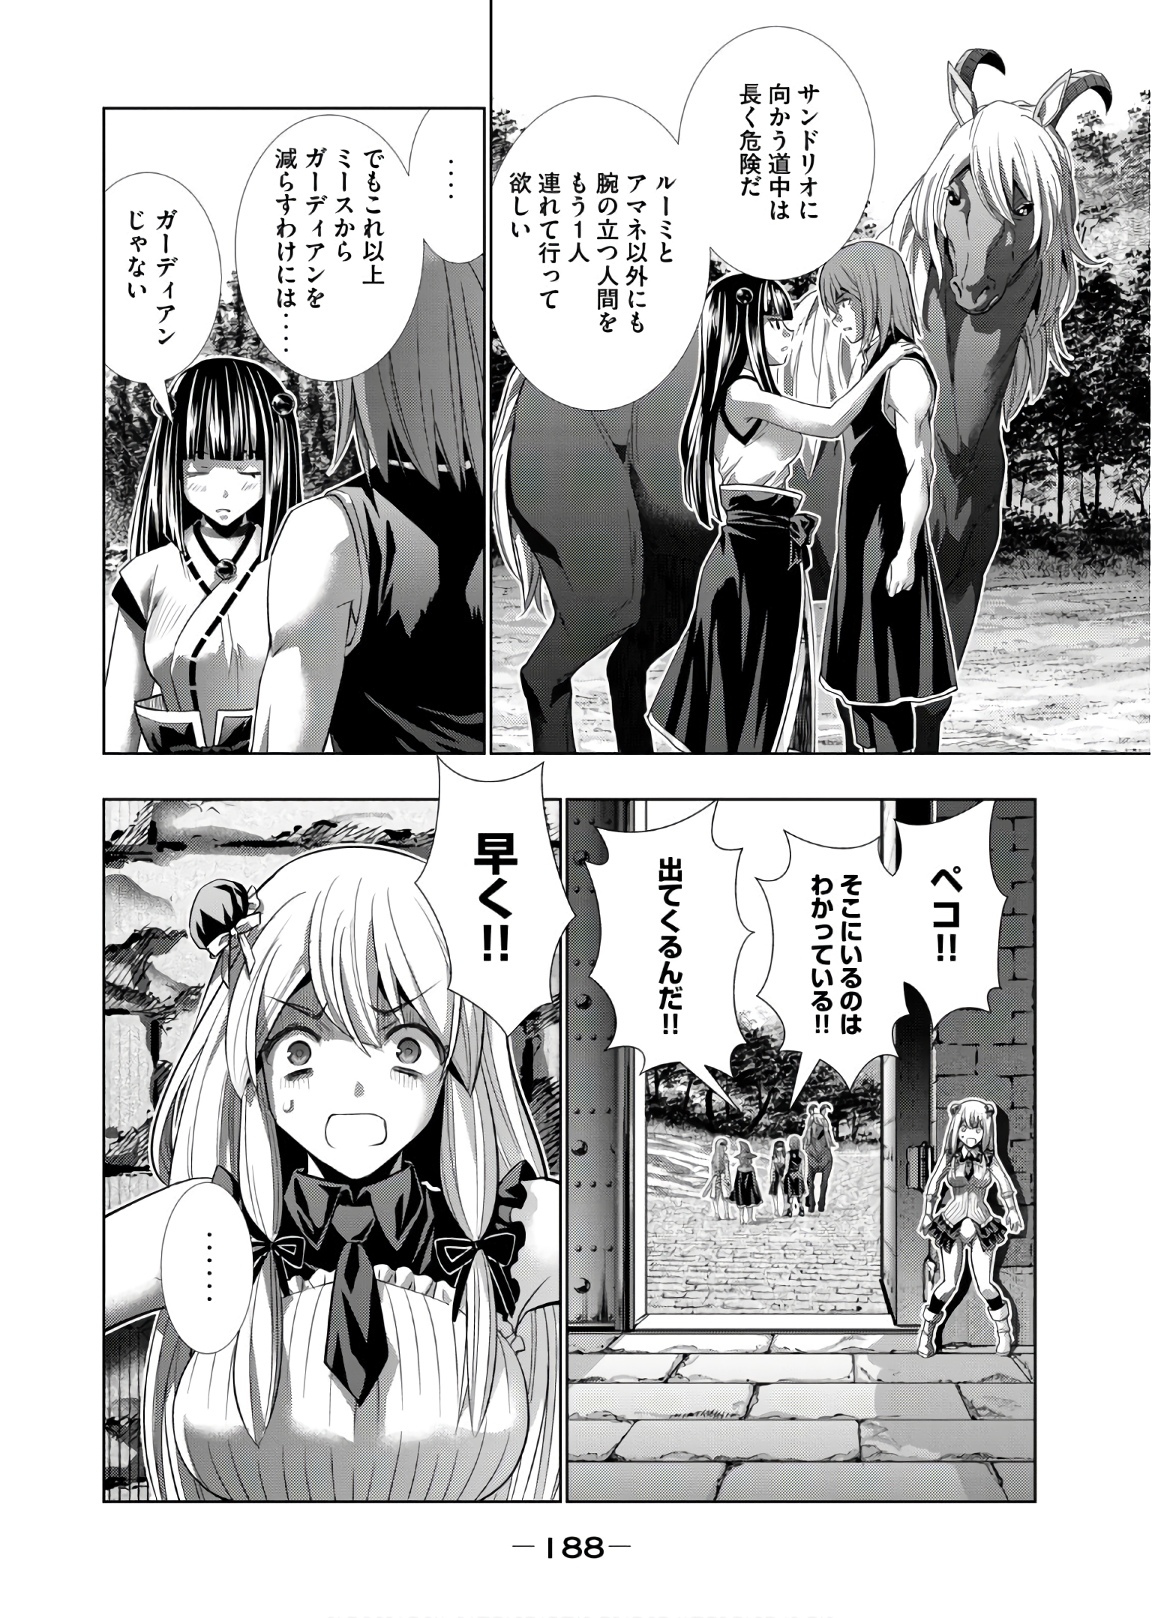 サンドリオに
向かう道中は
長く危険だ
ルーミと
アマネ以外にも
腕の立つ人間を
もう1人
連れて行って
欲しい
‥‥
でもこれ以上
ミースから
ガーディアンを
減らすわけには‥‥
ガーディアン
じゃない
ペコ!!
そこにいるのは
わかっている!!
出てくるんだ!!
早く!!
‥‥‥
－188－